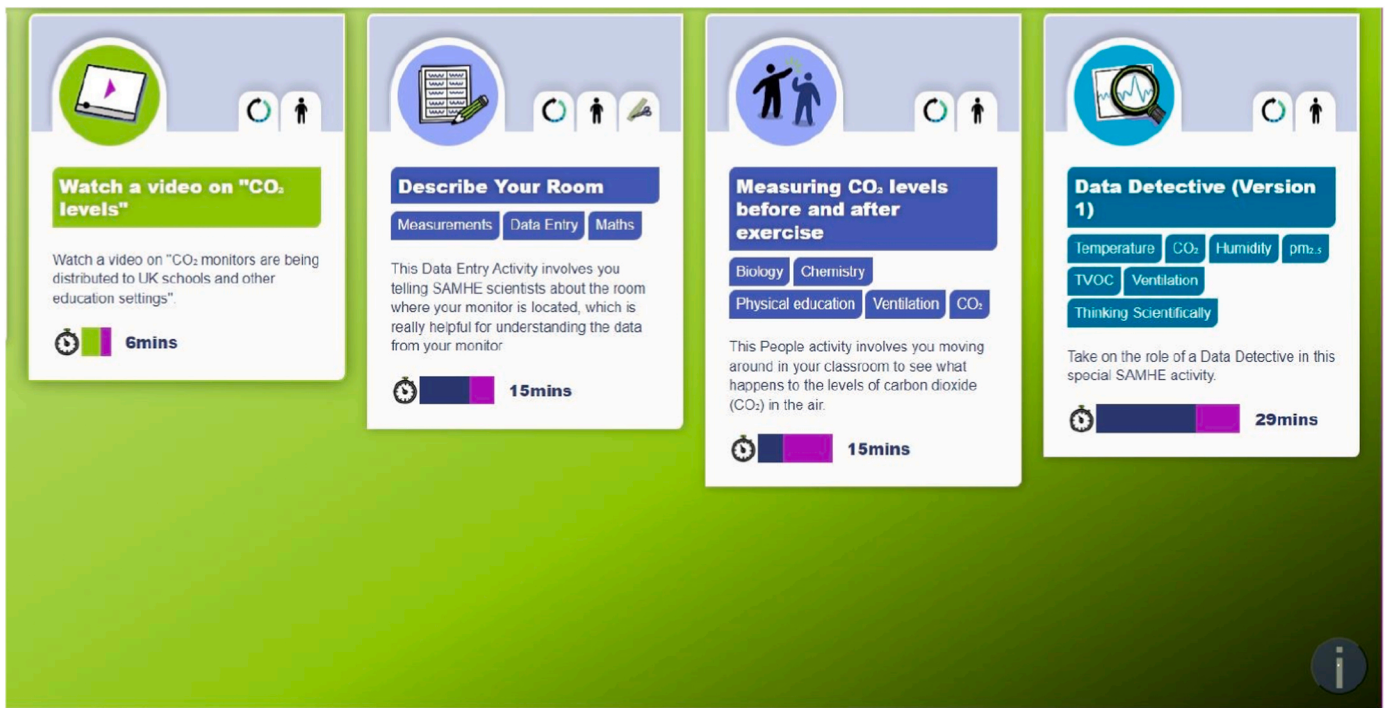 Watch a video on "CO₂
levels"
Watch a video on "CO₂ monitors are being
distributed to UK schools and other
education settings".
6mins
Describe Your Room
Measurements Data Entry Maths
This Data Entry Activity involves you
telling SAMHE scientists about the room
where your monitor is located, which is
really helpful for understanding the data
from your monitor
15mins
Measuring CO₂ levels
before and after
exercise
Biology Chemistry
Physical education Ventilation CO₂
This People activity involves you moving
around in your classroom to see what
happens to the levels of carbon dioxide
(CO₂) in the air.
15mins
Data Detective (Version
1)
Temperature CO₂ Humidity pm₂.₅
TVOC Ventilation
Thinking Scientifically
Take on the role of a Data Detective in this
special SAMHE activity.
29mins
i